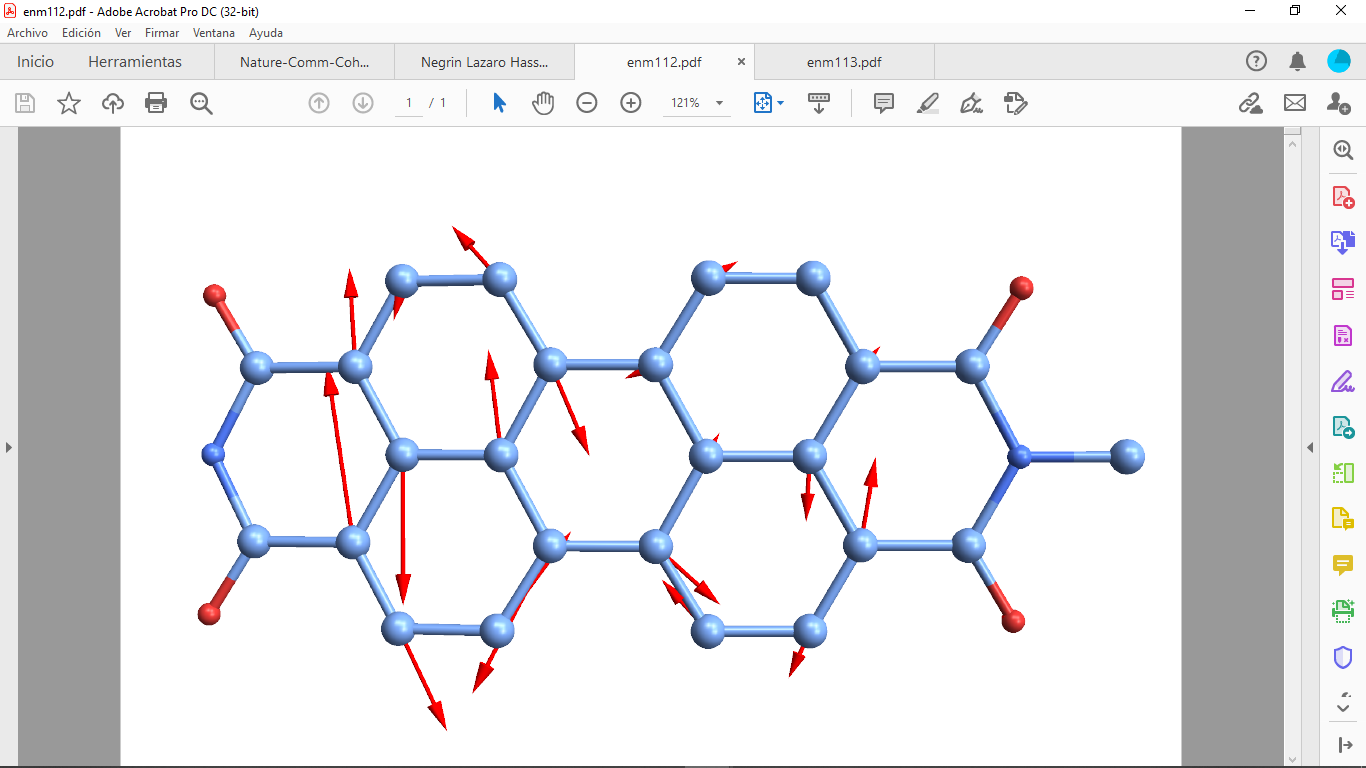 enm112.pdf - Adobe Acrobat Pro DC (32-bit)
Archivo Edición Ver Firmar Ventana Ayuda
Inicio Herramientas Nature-Comm-Coh... Negrin Lazaro Hass... enm112.pdf × enm113.pdf
1 / 1 121%